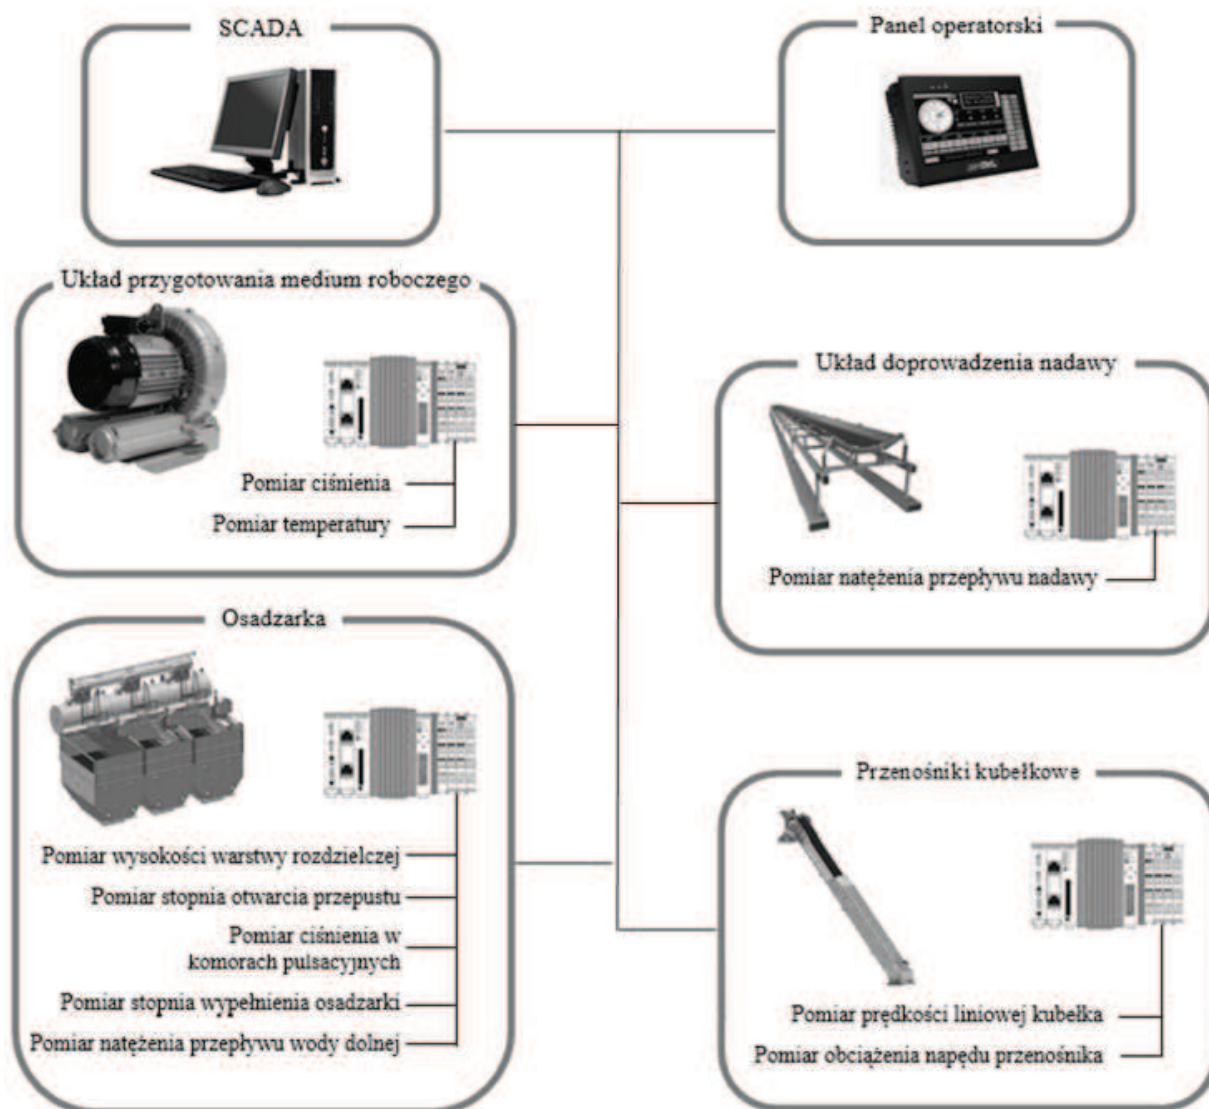 SCADA
Panel operatorski
Układ przygotowania medium roboczego
Pomiar ciśnienia
Pomiar temperatury
Układ doprowadzenia nadawy
Pomiar natężenia przepływu nadawy
Osadzarka
Pomiar wysokości warstwy rozdzielczej
Pomiar stopnia otwarcia przepustu
Pomiar ciśnienia w
komorach pulsacyjnych
Pomiar stopnia wypełnienia osadzarki
Pomiar natężenia przepływu wody dolnej
Przenośniki kubełkowe
Pomiar prędkości liniowej kubełka
Pomiar obciążenia napędu przenośnika